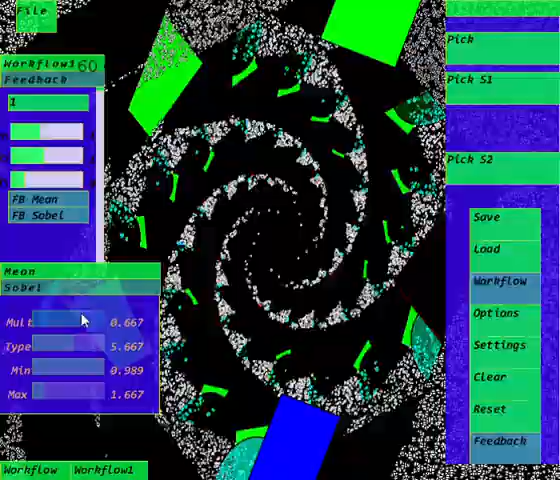 File
Workflow1 60
Feedback
1
FB Mean
FB Sobel
Mean
Sobel
Mult 0.667
Type 5.667
Min 0.989
Max 1.667
Workflow Workflow1
Pick
Pick S1
Pick S2
Save
Load
Workflow
Options
Settings
Clear
Reset
Feedback